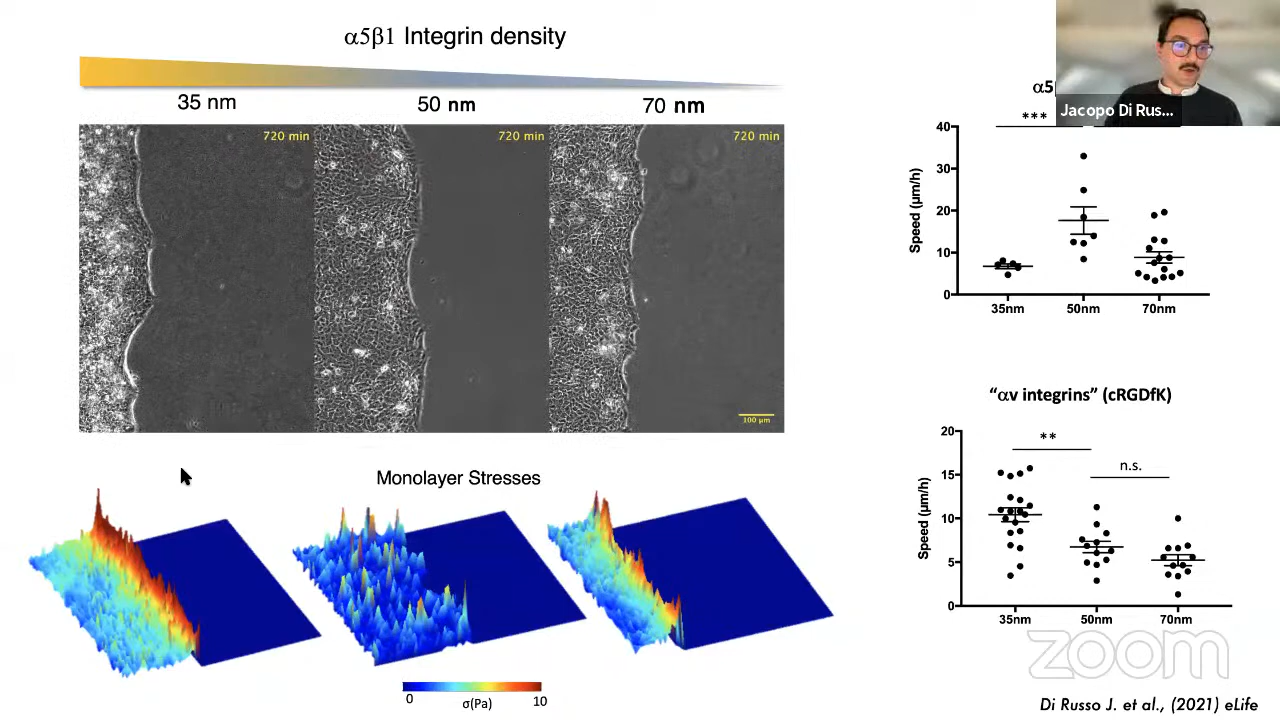 α5β1 Integrin density
35 nm
50 nm
70 nm
720 min
720 min
720 min
100 μm
Monolayer Stresses
0
10
σ(Pa)
Jacopo Di Rus...
***
40
30
20
10
0
Speed (μm/h)
35nm
50nm
70nm
“αv integrins” (cRGDfK)
**
n.s.
20
15
10
5
0
Speed (μm/h)
35nm
50nm
70nm
zoom
Di Russo J. et al., (2021) eLife